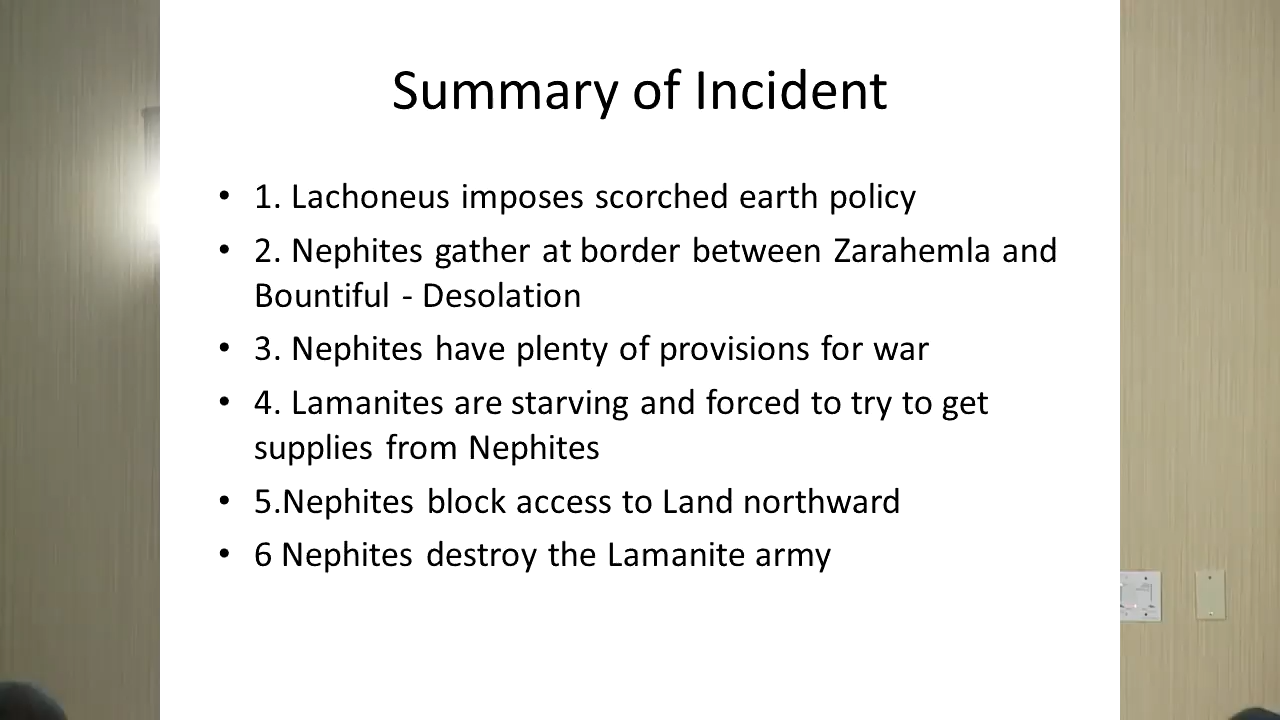 Summary of Incident
• 1. Lachoneus imposes scorched earth policy
• 2. Nephites gather at border between Zarahemla and
Bountiful - Desolation
• 3. Nephites have plenty of provisions for war
• 4. Lamanites are starving and forced to try to get
supplies from Nephites
• 5.Nephites block access to Land northward
• 6 Nephites destroy the Lamanite army